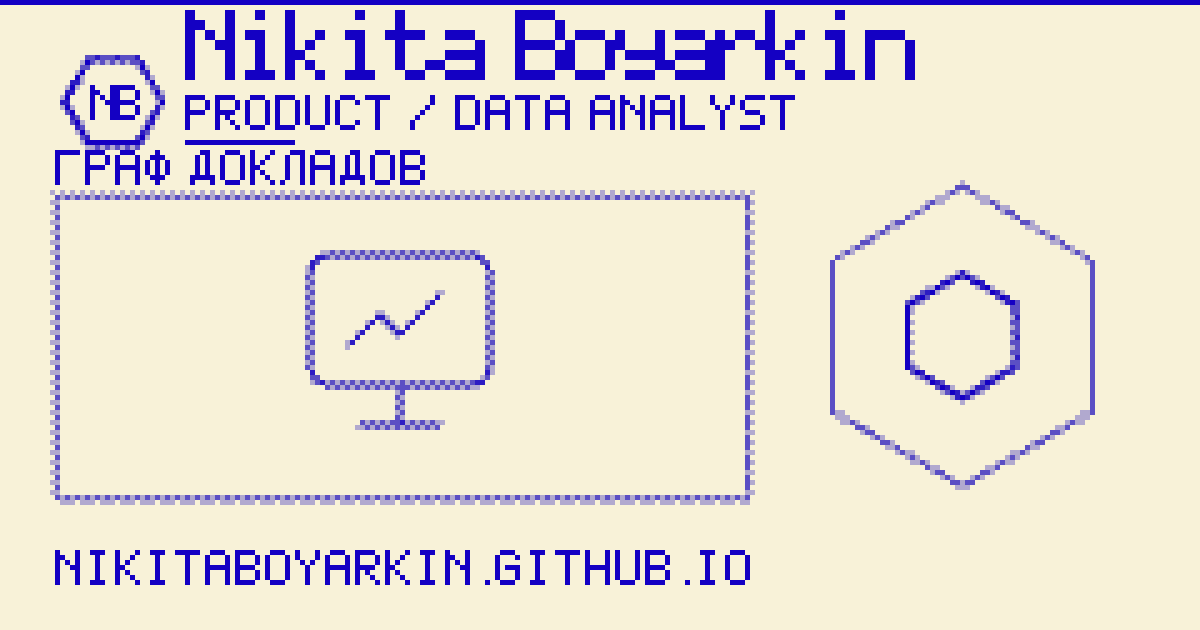 Nikita Boyarkin
NB
PRODUCT / DATA ANALYST
ГРАФ ДОКЛАДОВ
NIKITABOYARKIN.GITHUB.IO